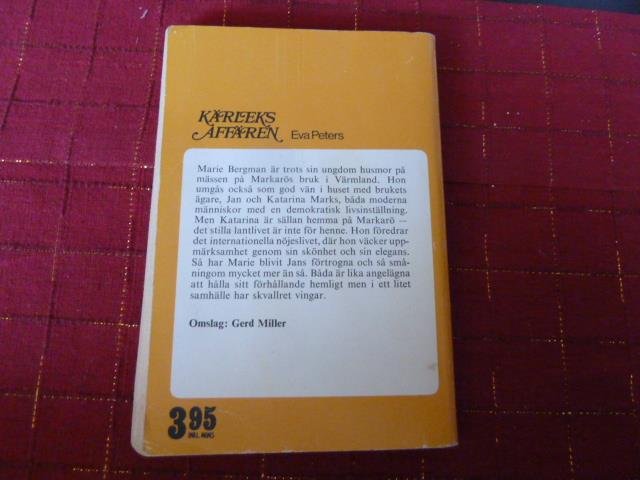 KÄRLEKS
AFFÄREN Eva Peters
Marie Bergman är trots sin ungdom husmor på
mässen på Markarös bruk i Värmland. Hon
umgås också som god vän i huset med brukets
ägare, Jan och Katarina Marks, båda moderna
människor med en demokratisk livsinställning.
Men Katarina är sällan hemma på Markarö —
det stilla lantlivet är inte för henne. Hon föredrar
det internationella nöjeslivet, där hon väcker upp-
märksamhet genom sin skönhet och sin elegans.
Så har Marie blivit Jans förtrogna och så små-
ningom mycket mer än så. Båda är lika angelägna
att hålla sitt förhållande hemligt men i ett litet
samhälle har skvallret vingar.
Omslag: Gerd Miller
3.95
INKL. MOMS